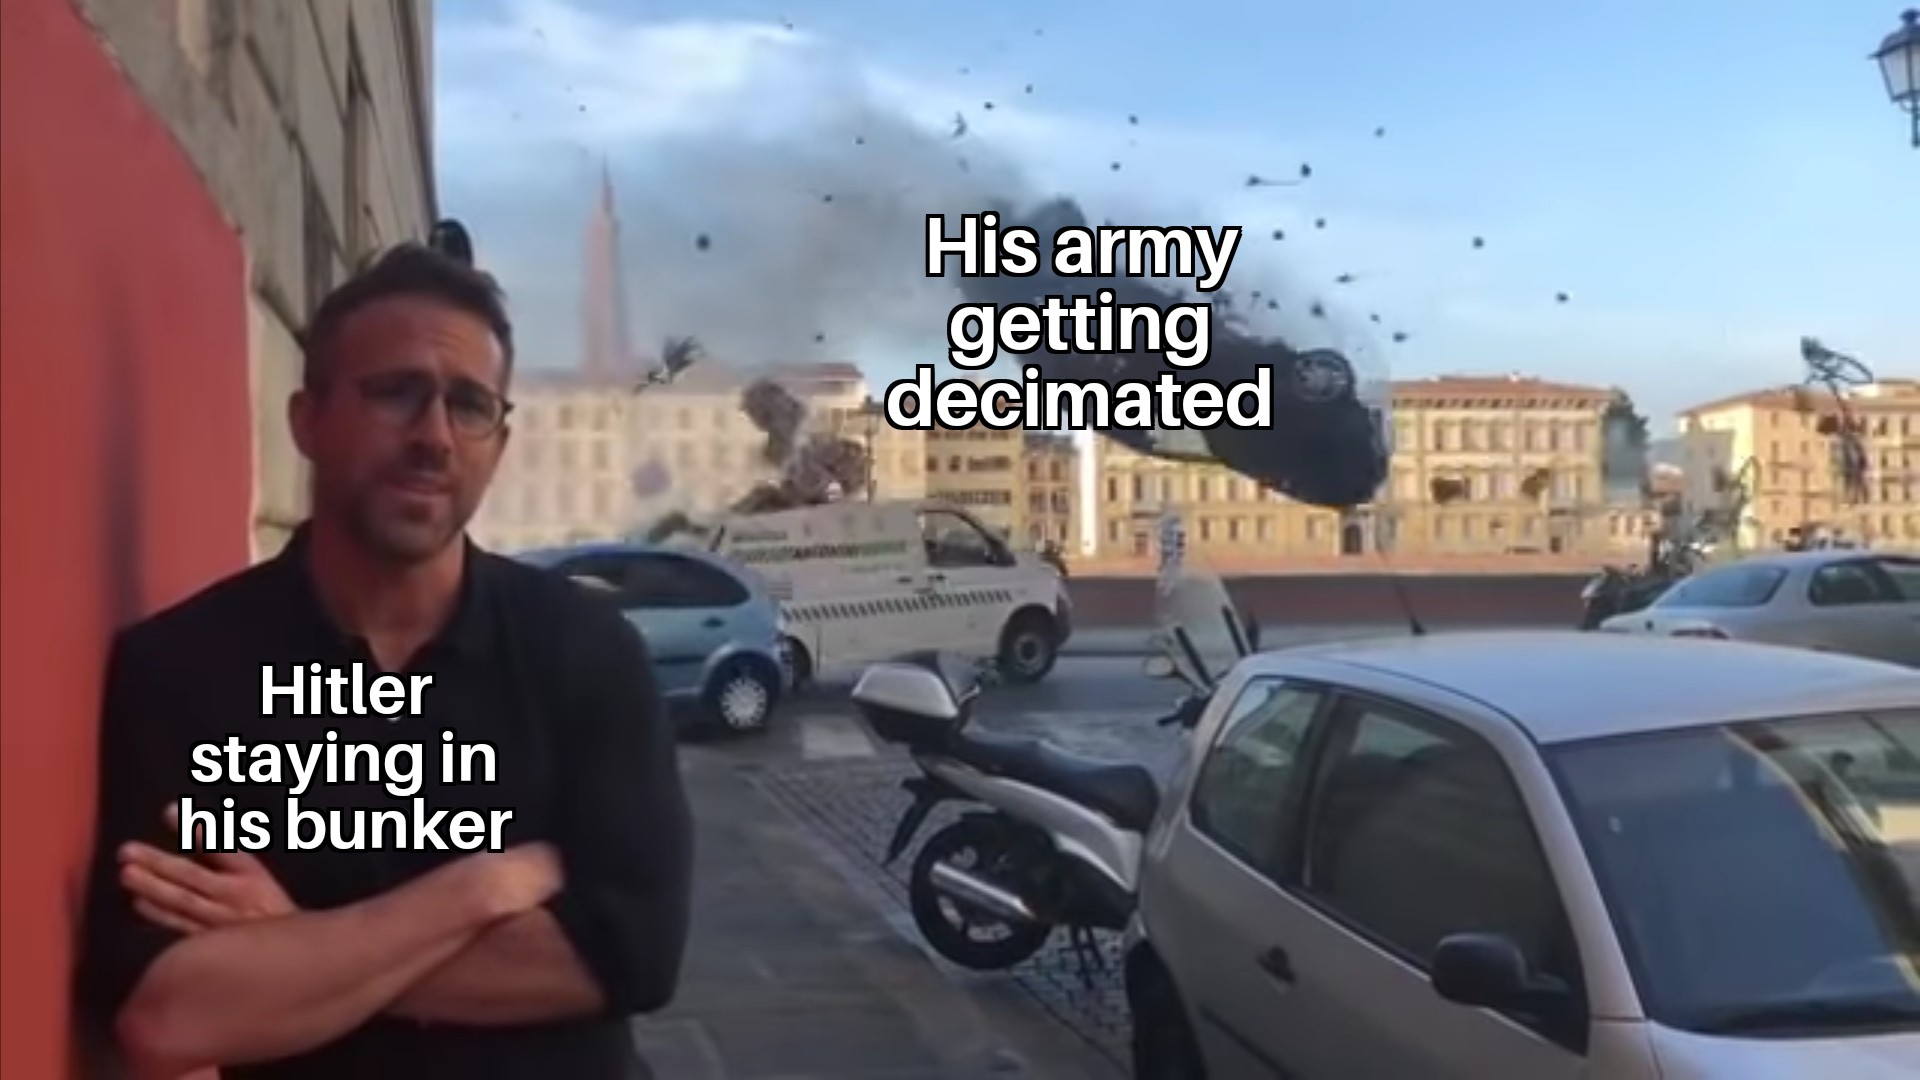 His army
getting
decimated
Hitler
staying in
his bunker